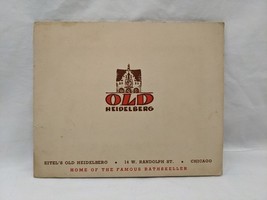 OLD
HEIDELBERG
EITEL'S OLD HEIDELBERG • 14 W. RANDOLPH ST. • CHICAGO
HOME OF THE FAMOUS RATHSKELLER